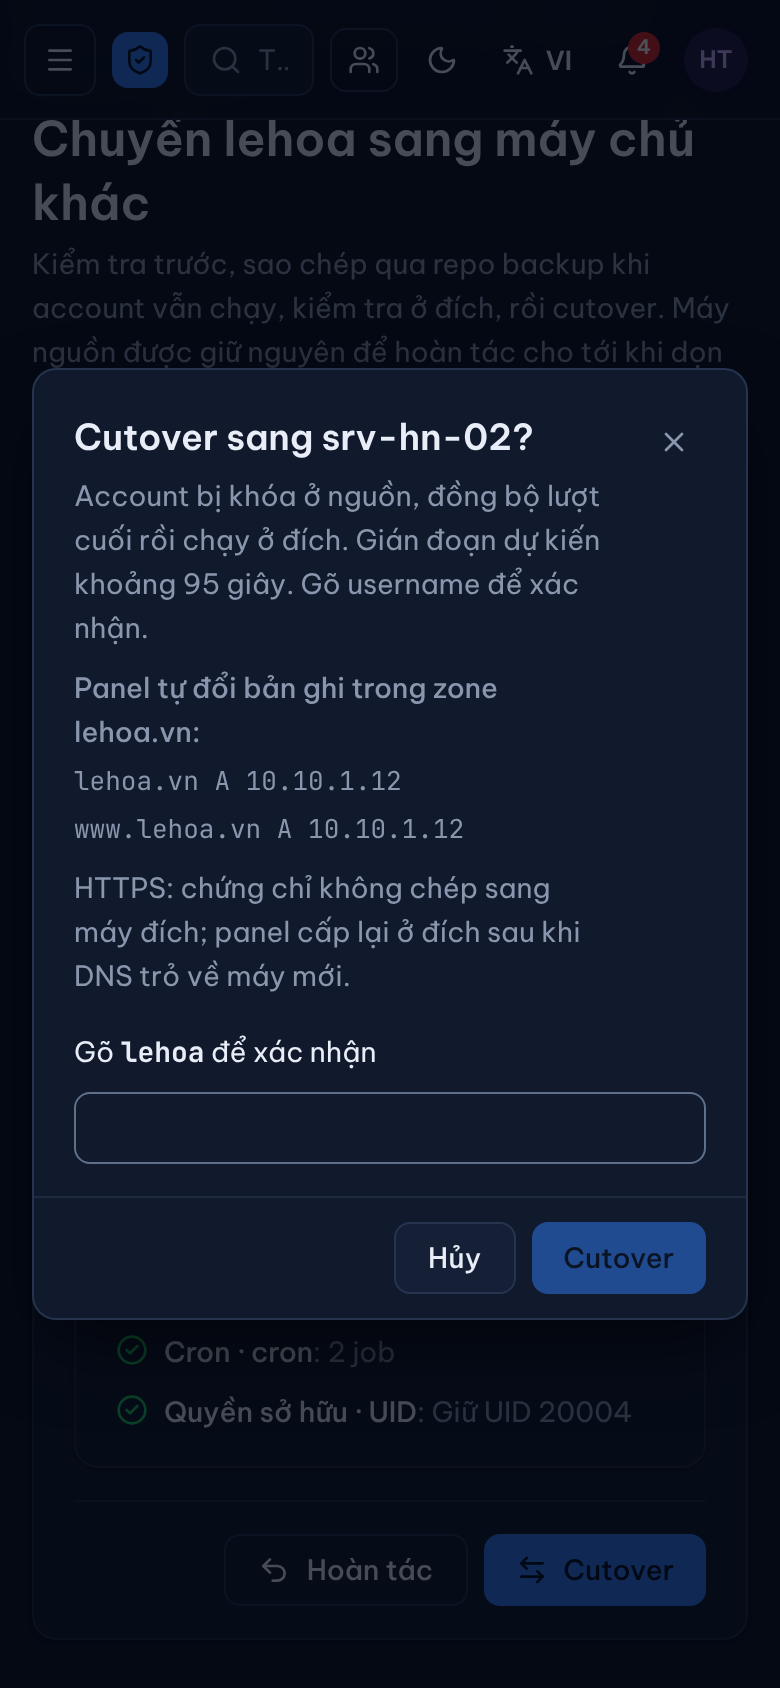 T..
VI
4
HT
Chuyển lehoa sang máy chủ
khác
Kiểm tra trước, sao chép qua repo backup khi
account vẫn chạy, kiểm tra ở đích, rồi cutover. Máy
nguồn được giữ nguyên để hoàn tác cho tới khi dọn
Cutover sang srv-hn-02?
Account bị khóa ở nguồn, đồng bộ lượt
cuối rồi chạy ở đích. Gián đoạn dự kiến
khoảng 95 giây. Gõ username để xác
nhận.
Panel tự đổi bản ghi trong zone
lehoa.vn:
lehoa.vn A 10.10.1.12
www.lehoa.vn A 10.10.1.12
HTTPS: chứng chỉ không chép sang
máy đích; panel cấp lại ở đích sau khi
DNS trỏ về máy mới.
Gõ lehoa để xác nhận
Hủy
Cutover
Cron · cron: 2 job
Quyền sở hữu · UID: Giữ UID 20004
Hoàn tác
Cutover